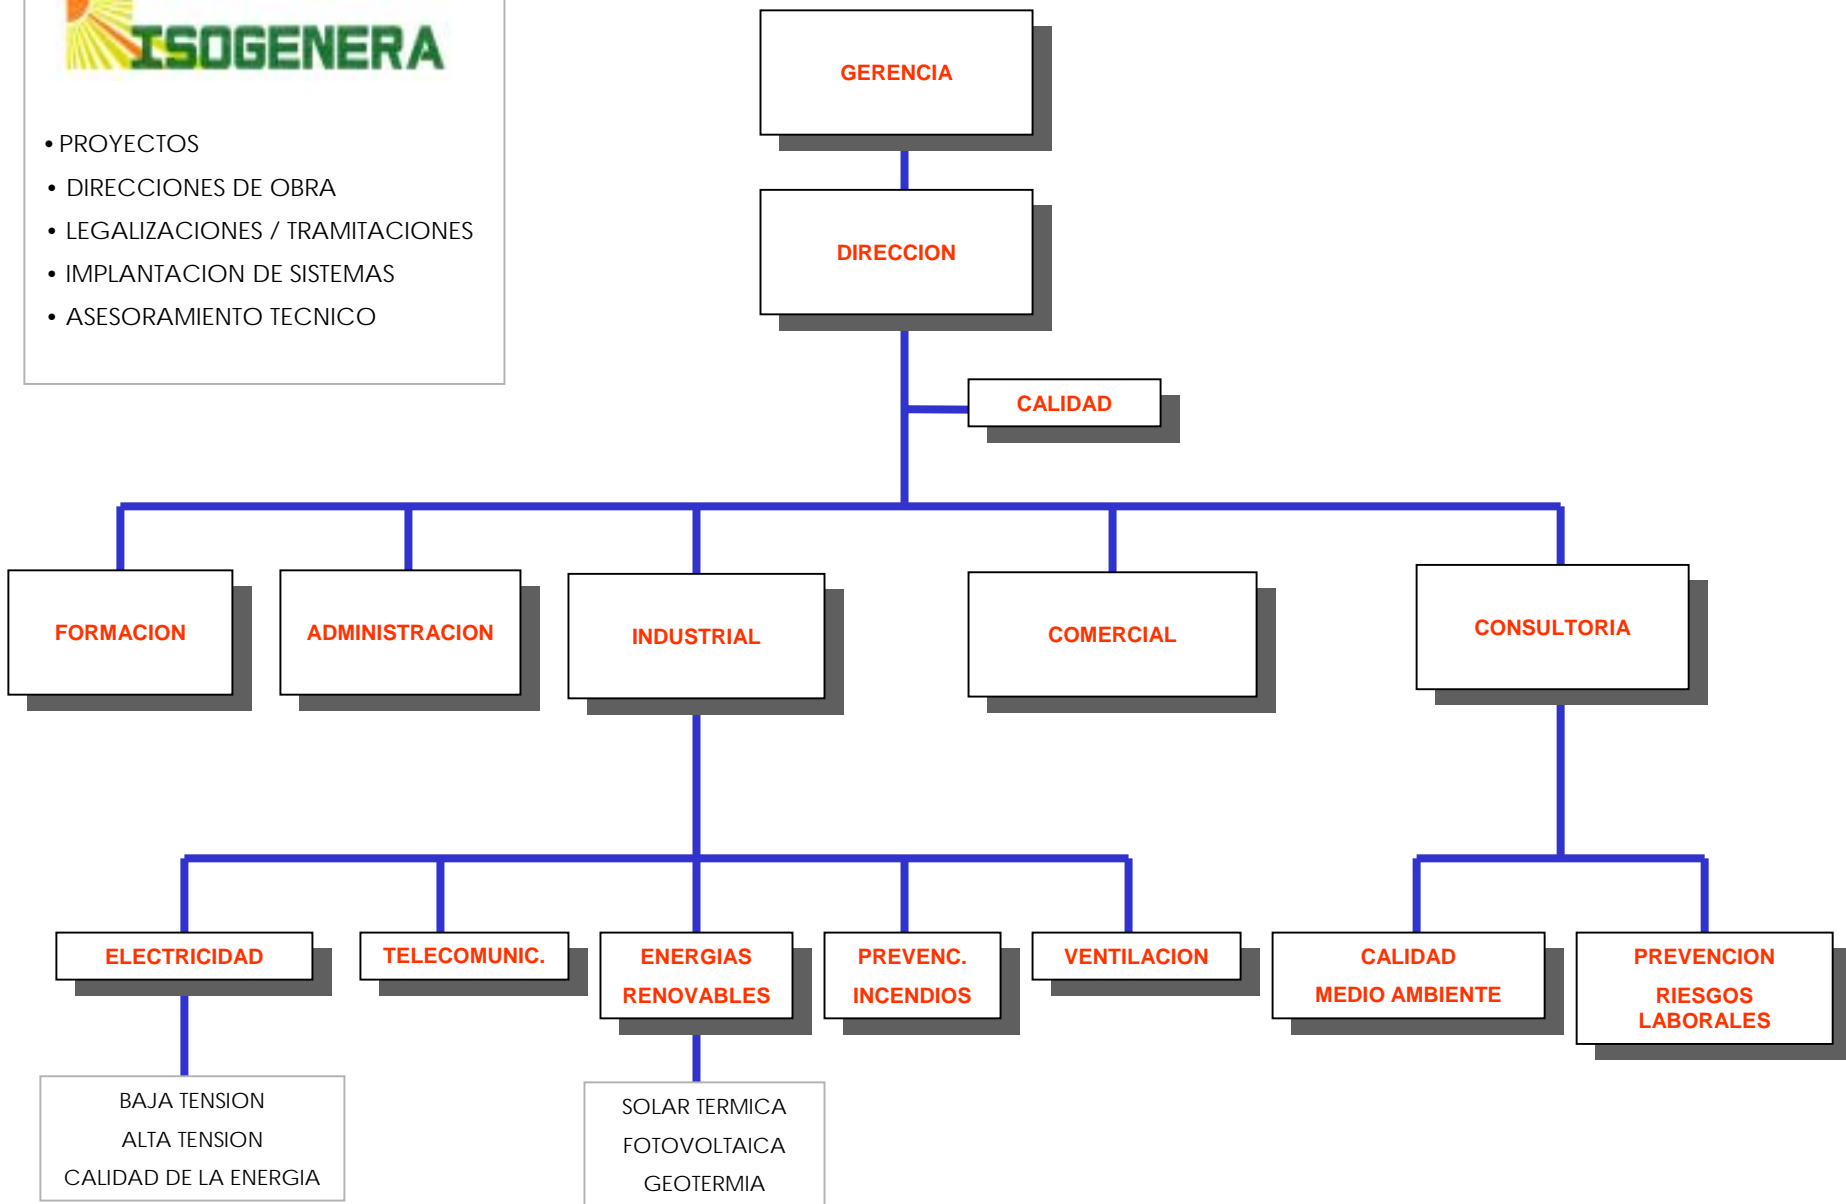 ISOGENERA
• PROYECTOS
• DIRECCIONES DE OBRA
• LEGALIZACIONES / TRAMITACIONES
• IMPLANTACION DE SISTEMAS
• ASESORAMIENTO TECNICO
GERENCIA
DIRECCION
CALIDAD
FORMACION
ADMINISTRACION
INDUSTRIAL
COMERCIAL
CONSULTORIA
ELECTRICIDAD
TELECOMUNIC.
ENERGIAS
RENOVABLES
PREVENC.
INCENDIOS
VENTILACION
CALIDAD
MEDIO AMBIENTE
PREVENCION
RIESGOS
LABORALES
BAJA TENSION
ALTA TENSION
CALIDAD DE LA ENERGIA
SOLAR TERMICA
FOTOVOLTAICA
GEOTERMIA